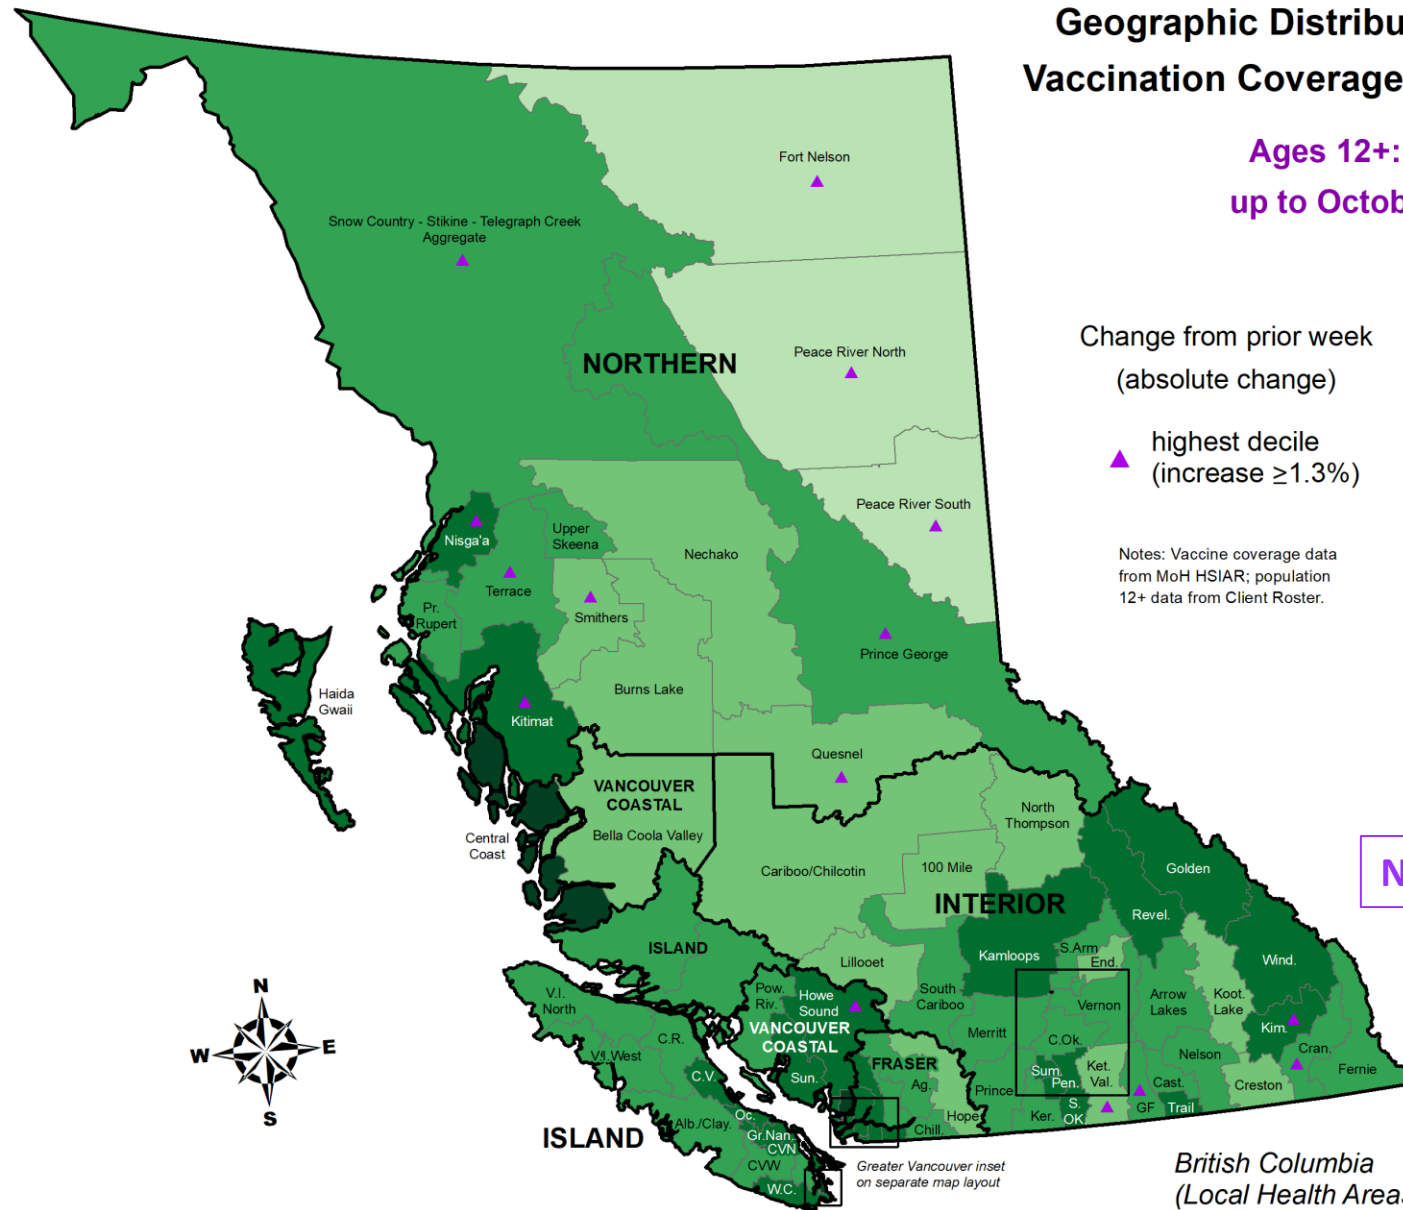 Geographic Distribu
Vaccination Coverage
Ages 12+:
up to Octob
Change from prior week
(absolute change)
highest decile
(increase ≥1.3%)
Notes: Vaccine coverage data
from MoH HSIAR; population
12+ data from Client Roster.
Fort Nelson
Snow Country - Stikine - Telegraph Creek
Aggregate
NORTHERN
Peace River North
Peace River South
Nisga'a
Upper
Skeena
Nechako
Terrace
Pr.
Rupert
Smithers
Prince George
Haida
Gwaii
Burns Lake
Kitimat
Quesnel
VANCOUVER
COASTAL
Bella Coola Valley
Central
Coast
North
Thompson
Cariboo/Chilcotin
100 Mile
INTERIOR
Golden
N
Revel.
Kamloops
S.Arm
End.
Wind.
ISLAND
Lillooet
South
Cariboo
Vernon
Arrow
Lakes
Koot.
Lake
Pow.
Riv.
Howe
Sound
VANCOUVER
COASTAL
Merritt
C.Ok.
Kim.
Cran.
Fernie
Nelson
V.I.
North
V.I.West
C.R.
C.V.
Sun.
FRASER
Ag.
Hope
Prince
Sum.
Pen.
Ket.
Val.
Cast.
Creston
Ker.
S.
OK.
GF
Trail
Chill.
Alb./Clay.
Oc.
Gr.Nan.
CVN
CVW
W.C.
ISLAND
Greater Vancouver inset
on separate map layout
N
W
E
S
British Columbia
(Local Health Areas